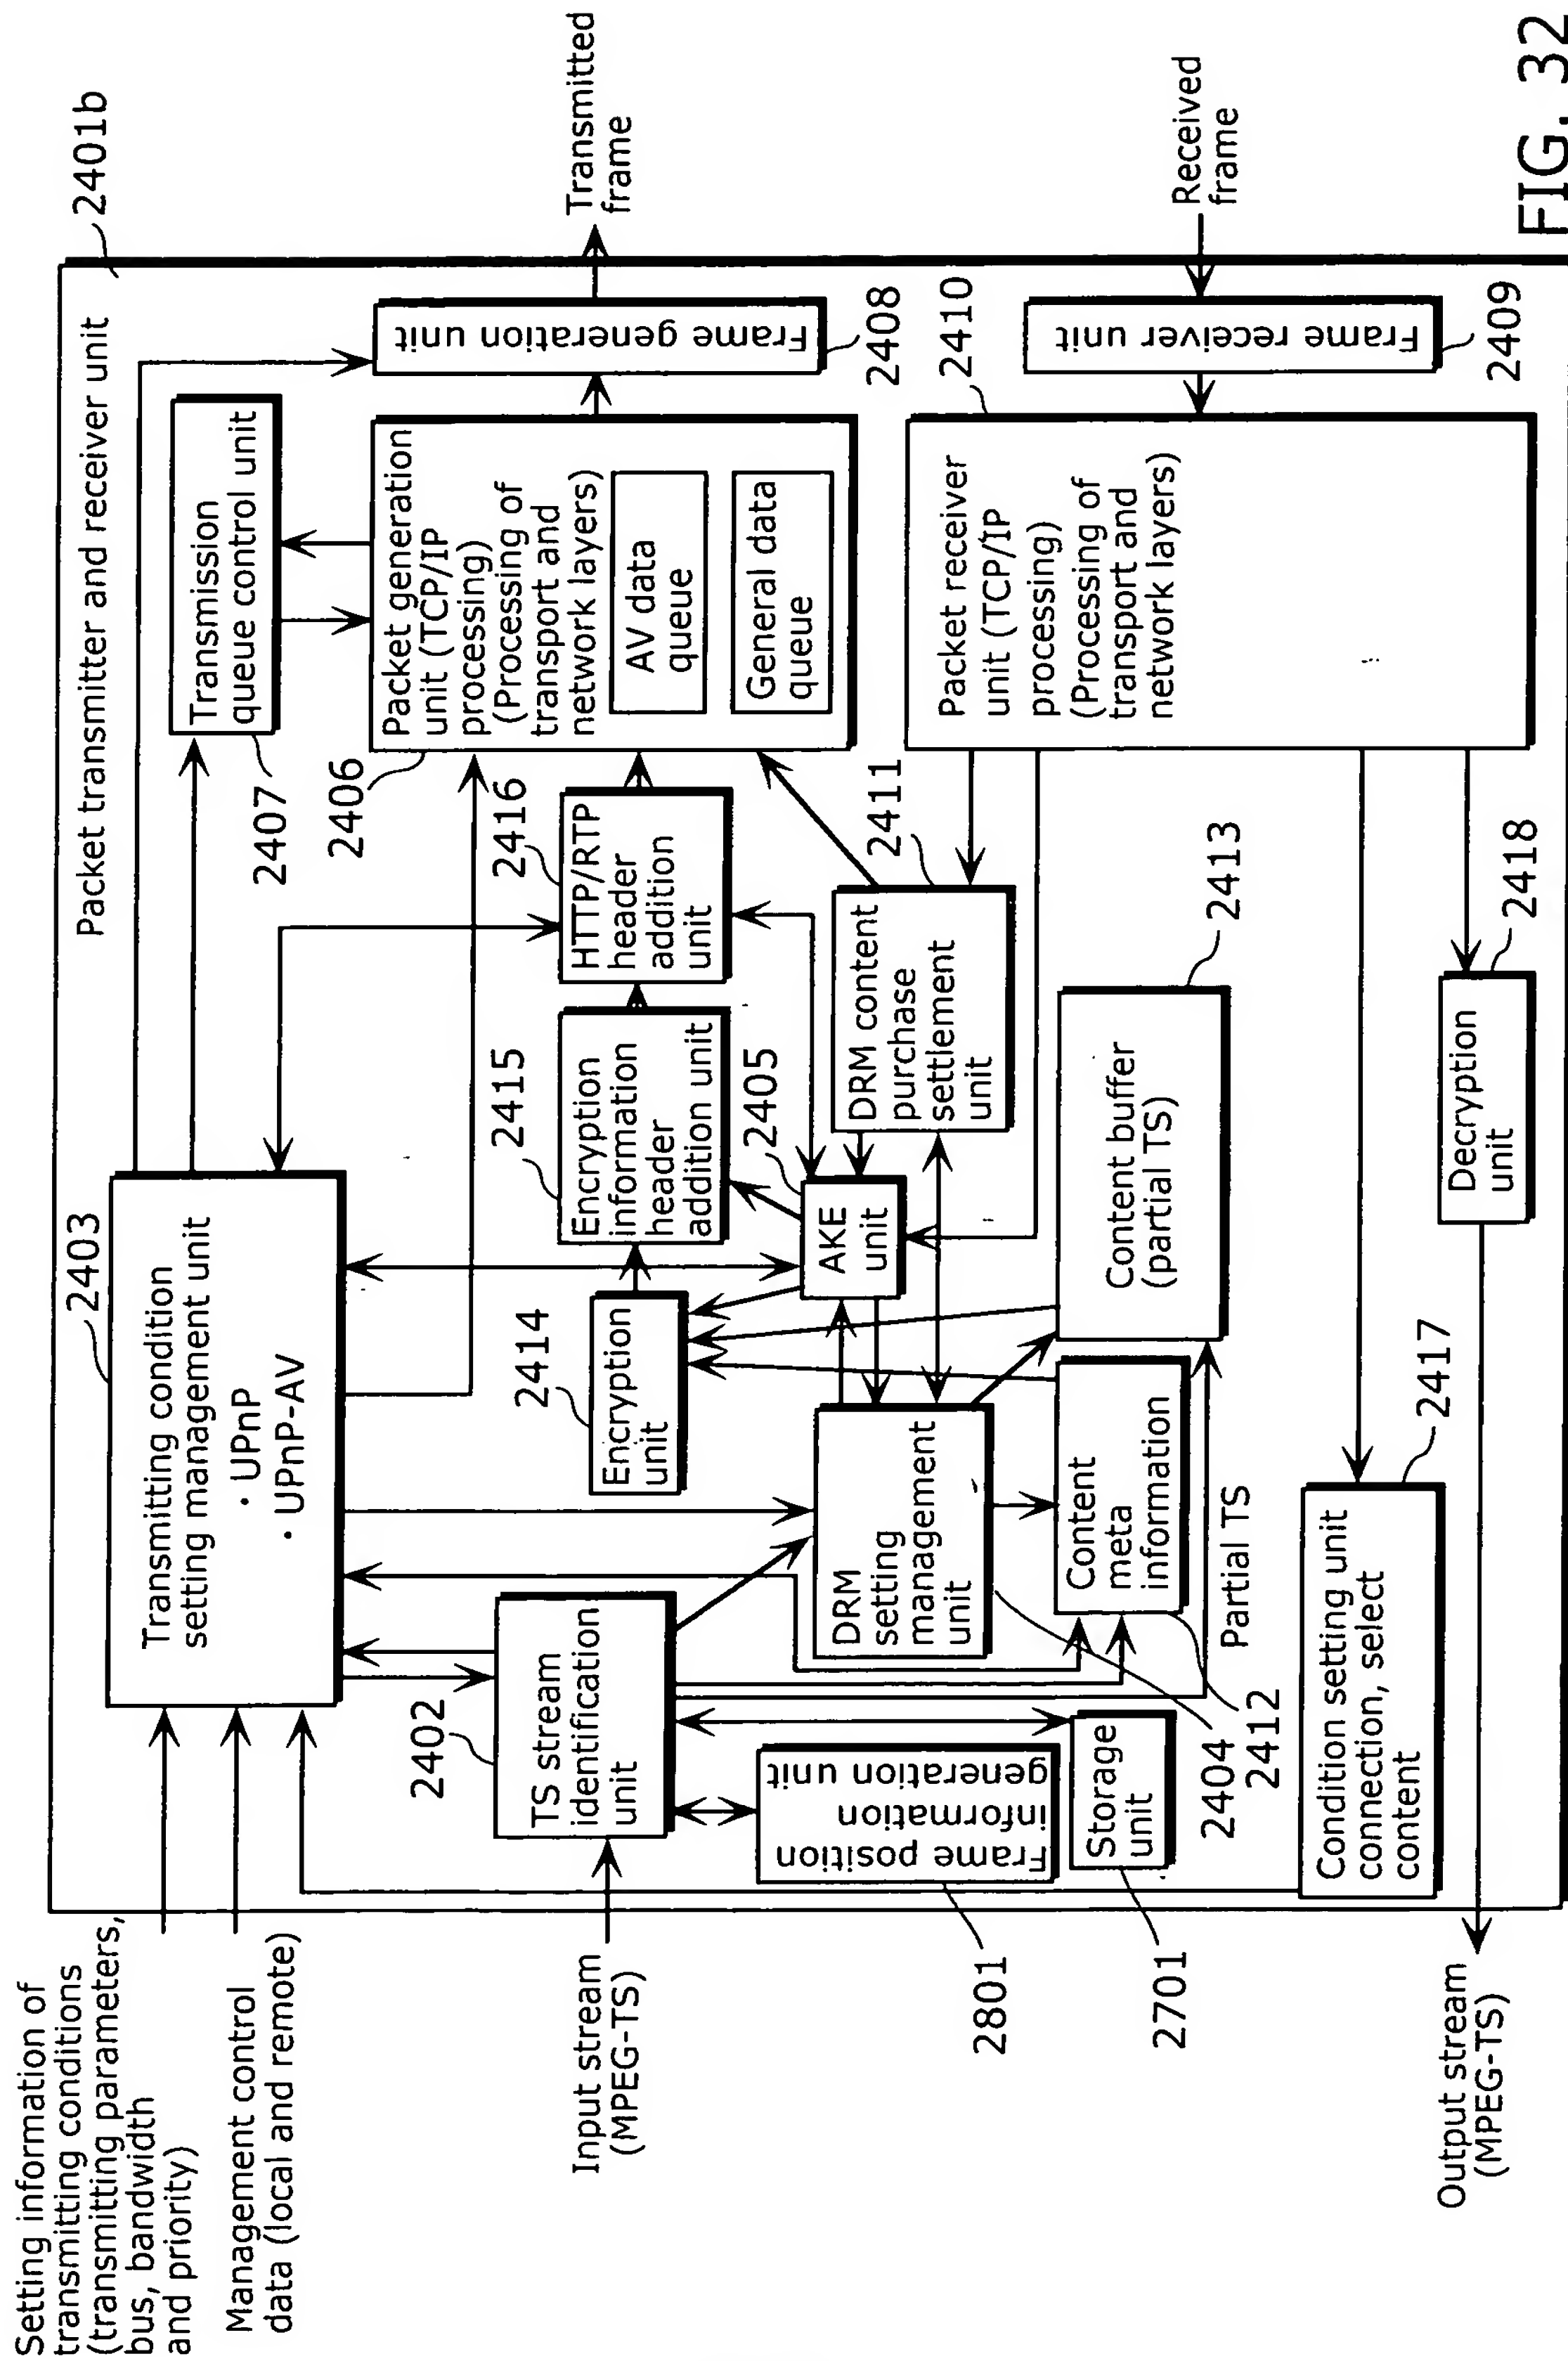 Setting information of
transmitting conditions
(transmitting parameters,
bus, bandwidth
and priority)
Management control
data (local and remote)
Input stream
(MPEG-TS)
Output stream
(MPEG-TS)
Packet transmitter and receiver unit
2401b
2403
Transmitting condition
setting management unit
· UPnP
· UPnP-AV
Transmission
queue control unit
2407
2402
TS stream
identification
unit
2414
Encryption
unit
2415
Encryption
information
header
addition unit
2416
HTTP/RTP
header
addition
unit
2406
Packet generation
unit (TCP/IP
processing)
(Processing of
transport and
network layers)
AV data
queue
General data
queue
Frame generation unit
2408
Transmitted
frame
Frame position
information
generation unit
2801
Storage
unit
2701
DRM
setting
management
unit
2404
2405
AKE
unit
DRM content
purchase
settlement
unit
2411
Content
meta
information
2412
Partial TS
Content buffer
(partial TS)
2413
2410
Packet receiver
unit (TCP/IP
processing)
(Processing of
transport and
network layers)
Frame receiver unit
2409
Received
frame
Condition setting unit
connection, select
content
2417
Decryption
unit
2418
FIG. 32